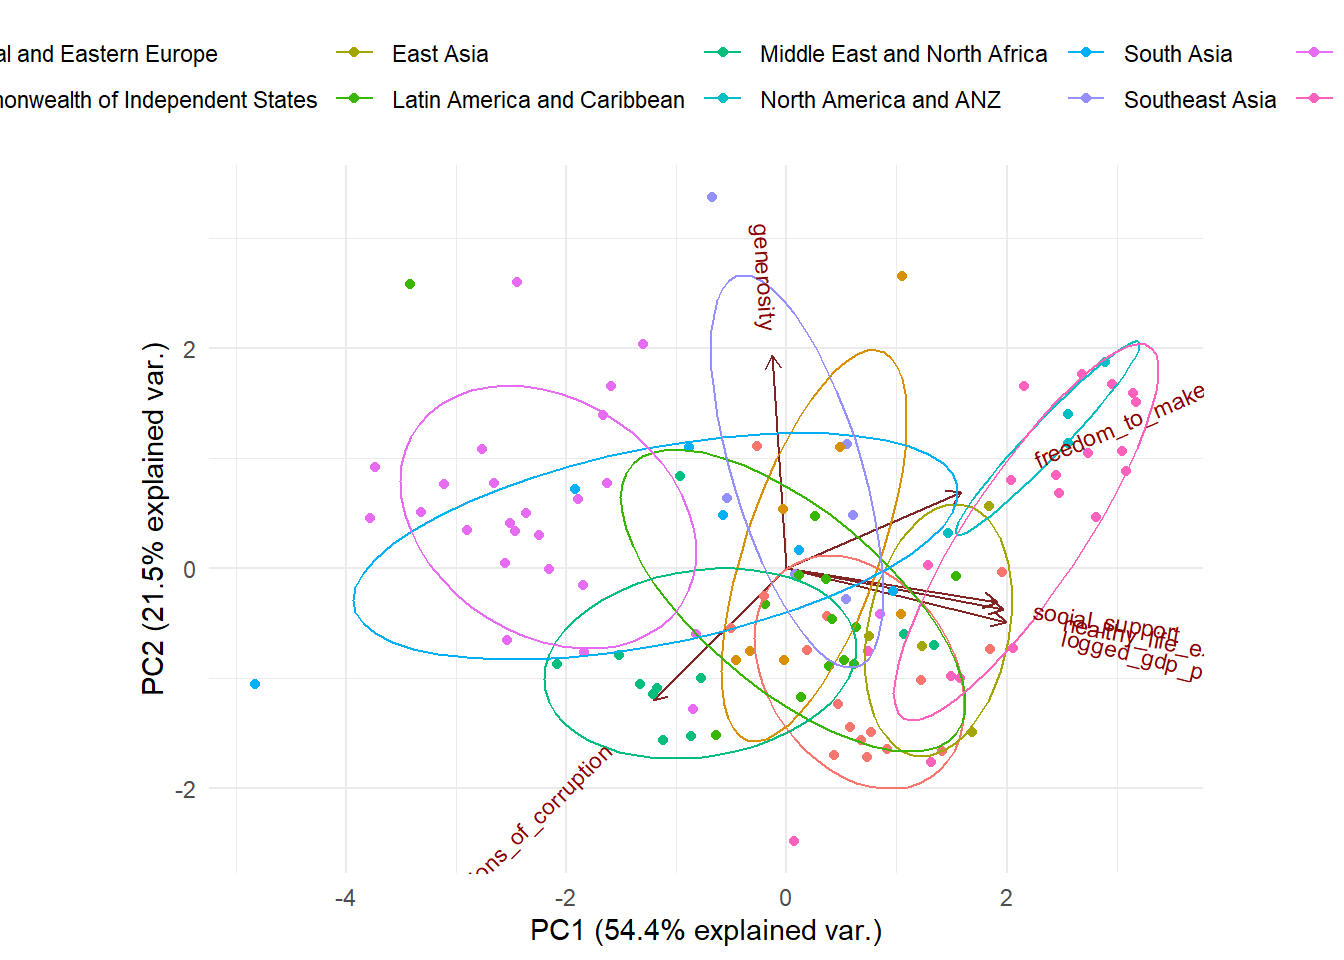 al and Eastern Europe East Asia Middle East and North Africa South Asia
onwealth of Independent States Latin America and Caribbean North America and ANZ Southeast Asia
generosity
freedom_to_make
social_support
healthy_life_e
logged_gdp_p
ions_of_corruption
2
0
-2
-4 -2 0 2
PC1 (54.4% explained var.)
PC2 (21.5% explained var.)